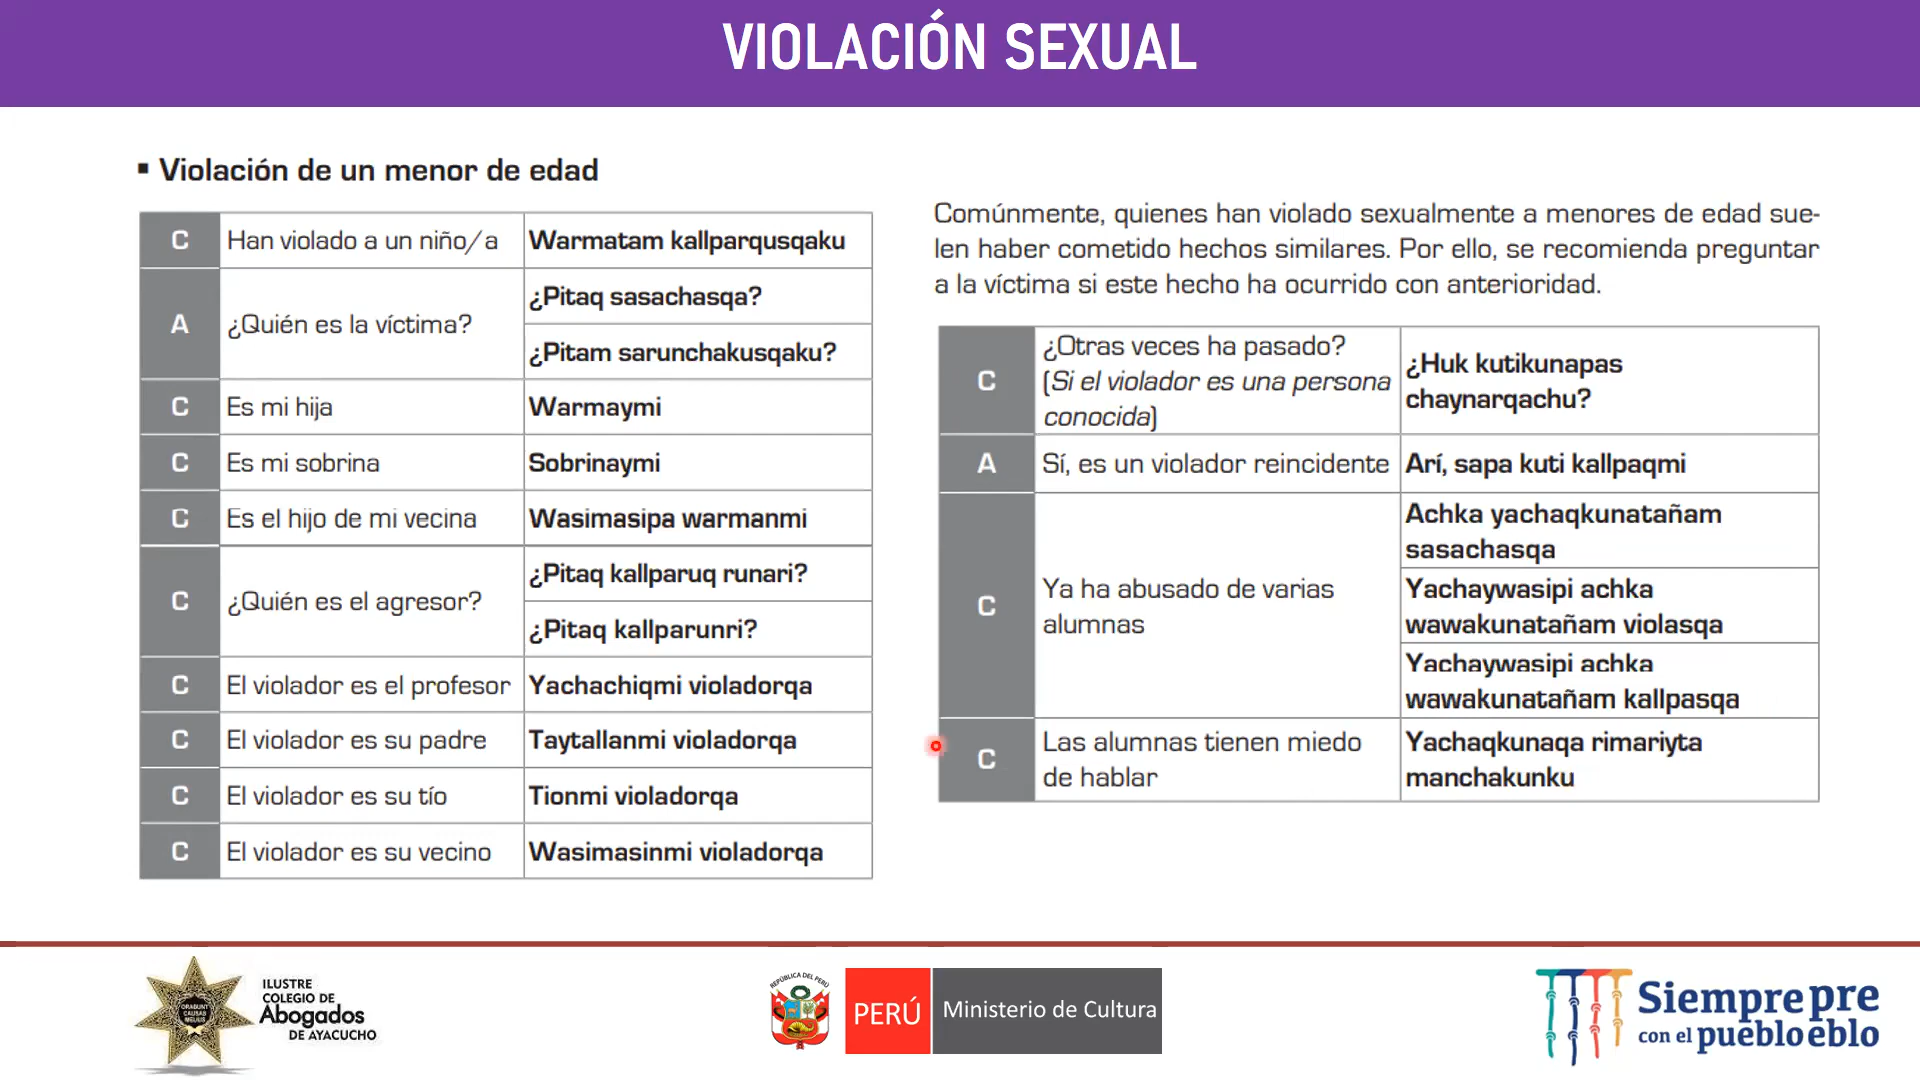 VIOLACIÓN SEXUAL
▪ Violación de un menor de edad
C Han violado a un niño/a Warmatam kallparqusqaku
A ¿Quién es la víctima? ¿Pitaq sasachasqa?
¿Pitam sarunchakusqaku?
C Es mi hija Warmaymi
C Es mi sobrina Sobrinaymi
C Es el hijo de mi vecina Wasimasipa warmanmi
C ¿Quién es el agresor? ¿Pitaq kallparuq runari?
¿Pitaq kallparunri?
C El violador es el profesor Yachachiqmi violadorqa
C El violador es su padre Taytallanmi violadorqa
C El violador es su tío Tionmi violadorqa
C El violador es su vecino Wasimasinmi violadorqa
Comúnmente, quienes han violado sexualmente a menores de edad sue-
len haber cometido hechos similares. Por ello, se recomienda preguntar
a la víctima si este hecho ha ocurrido con anterioridad.
C ¿Otras veces ha pasado?
(Si el violador es una persona
conocida)
¿Huk kutikunapas
chaynarqachu?
A Sí, es un violador reincidente Arí, sapa kuti kallpaqmi
C Ya ha abusado de varias
alumnas
Achka yachaqkunatañam
sasachasqa
Yachaywasipi achka
wawakunatañam violasqa
Yachaywasipi achka
wawakunatañam kallpasqa
C Las alumnas tienen miedo
de hablar
Yachaqkunaqa rimariyta
manchakunku
ORABUNT
CAUSAS
MELIUS
ILUSTRE
COLEGIO DE
Abogados
DE AYACUCHO
REPÚBLICA DEL PERÚ
PERÚ Ministerio de Cultura
Siempre pre
con el pueblo eblo